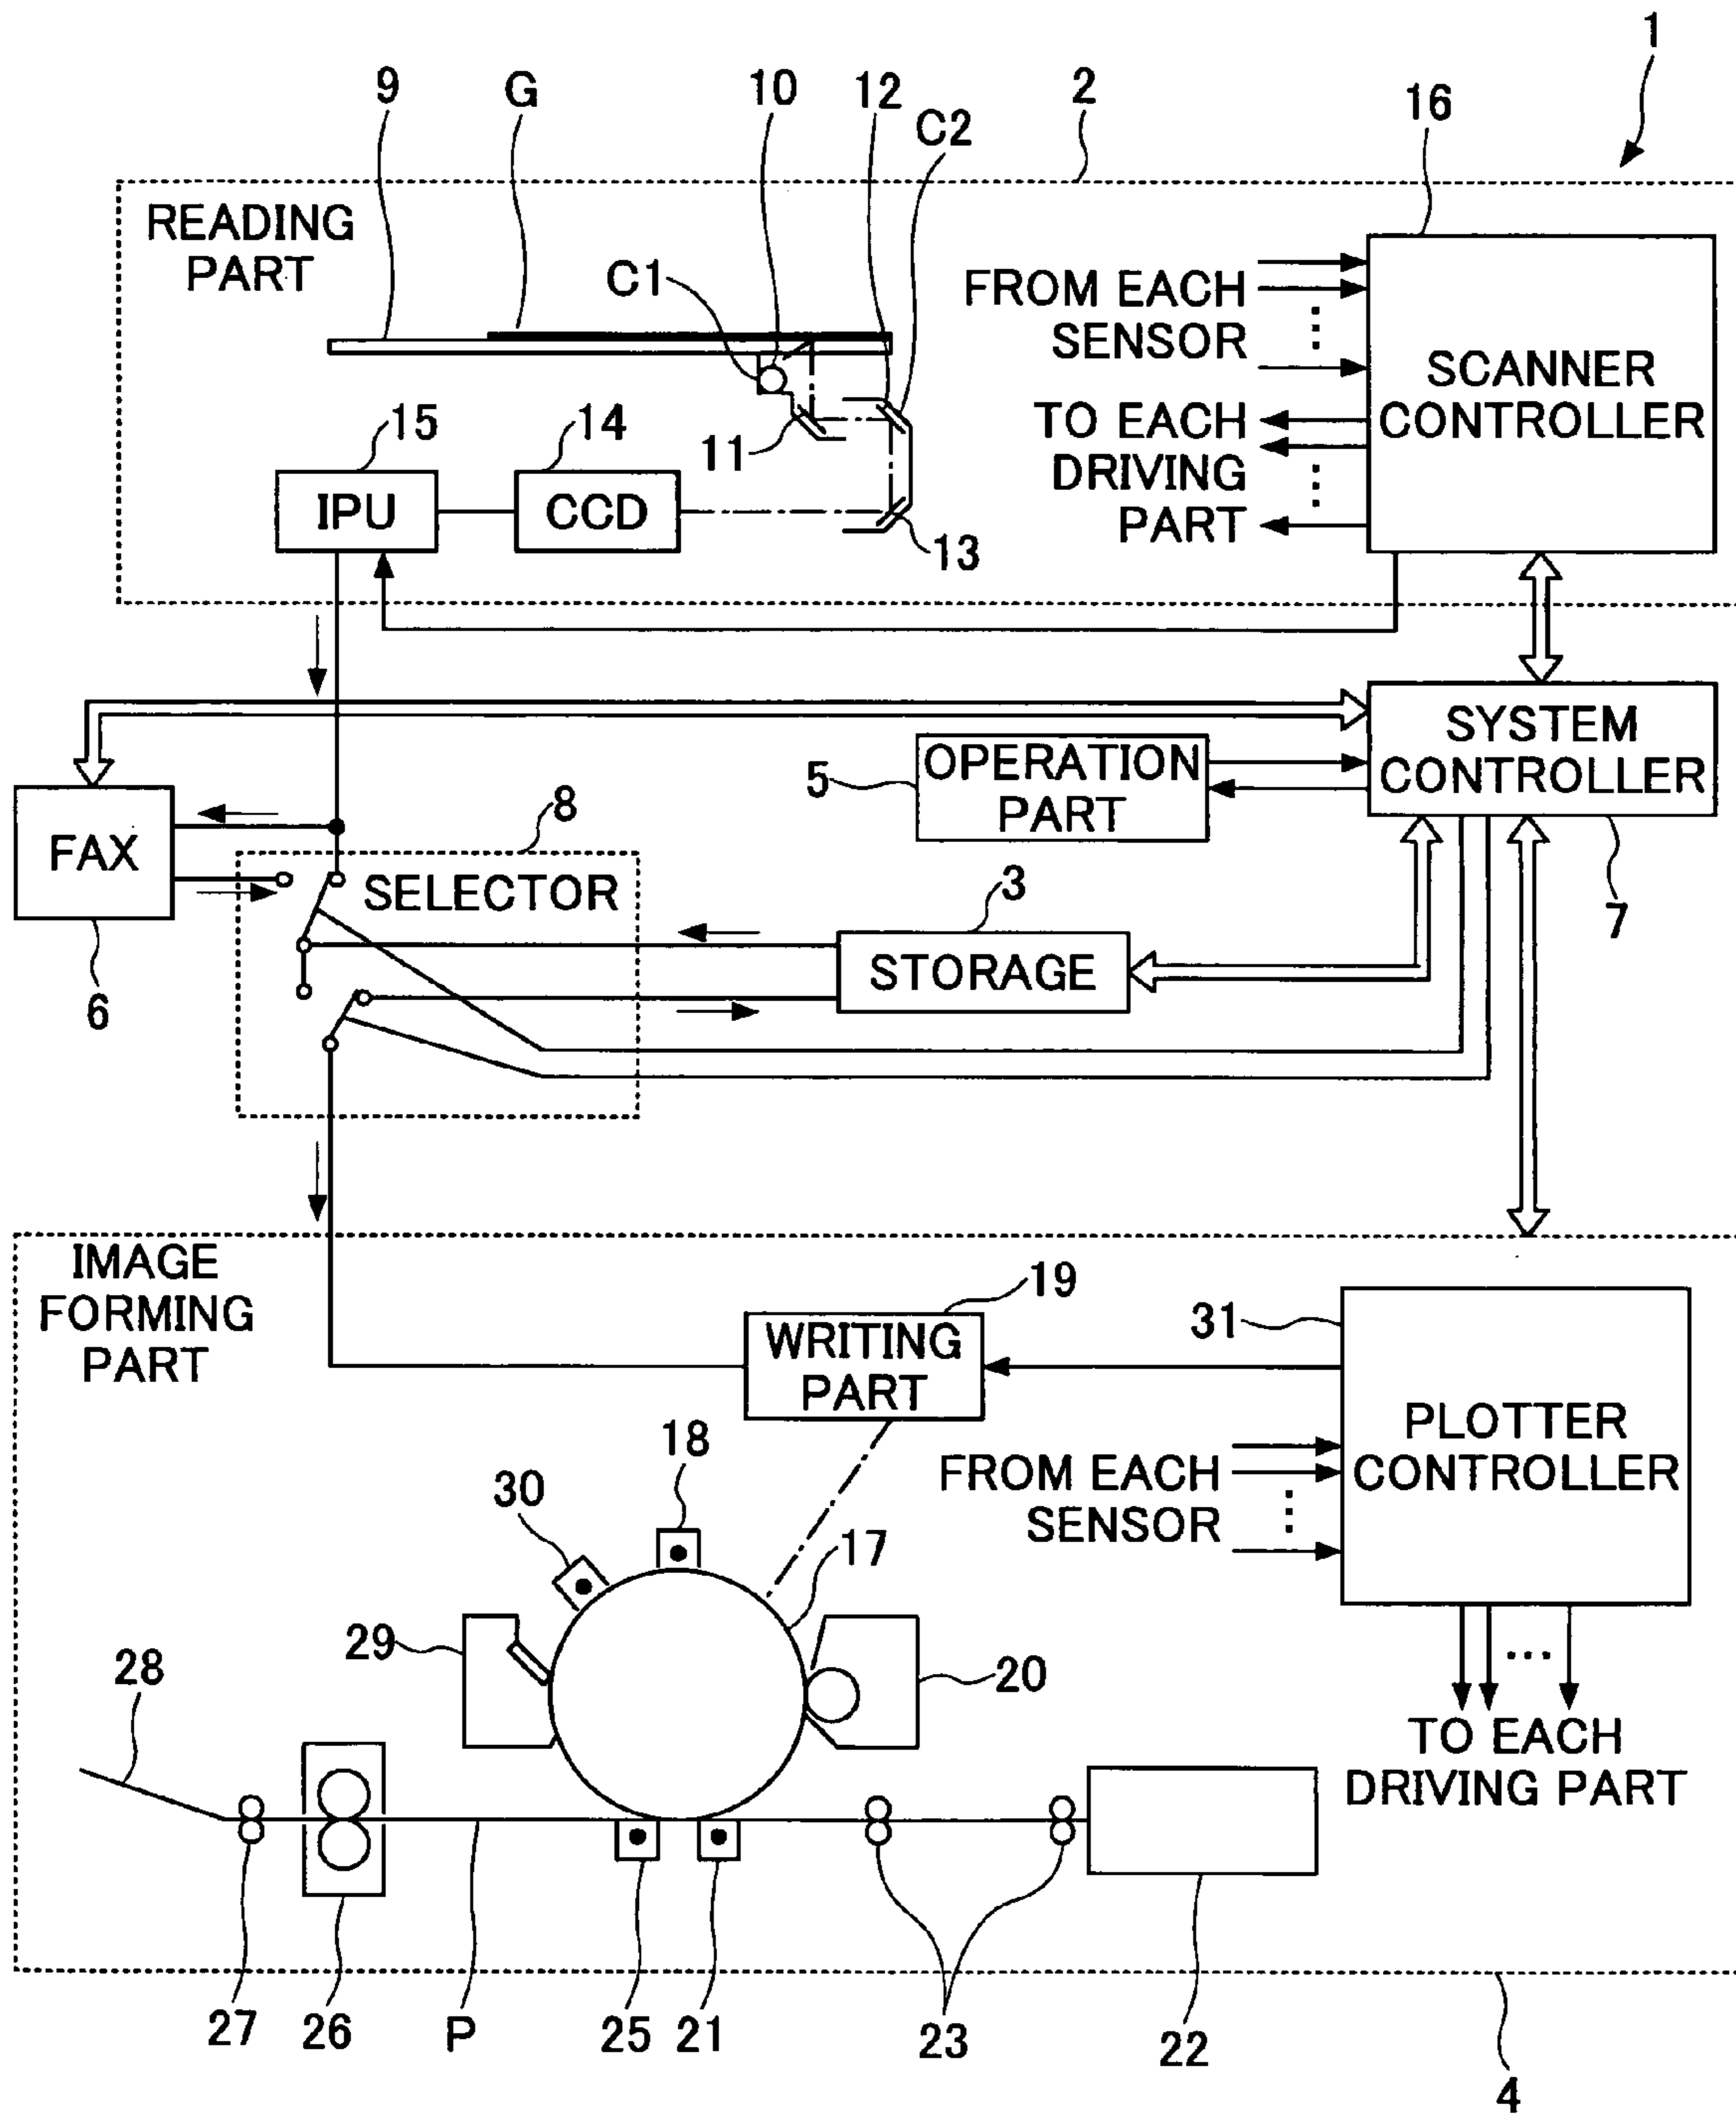 1
9
G
10
12
C2
2
16
READING
PART
C1
FROM EACH
SENSOR
SCANNER
CONTROLLER
TO EACH
DRIVING
PART
15
14
11
IPU
CCD
13
SYSTEM
CONTROLLER
OPERATION
PART
5
8
FAX
SELECTOR
3
7
STORAGE
6
IMAGE
FORMING
PART
19
31
WRITING
PART
PLOTTER
CONTROLLER
18
FROM EACH
SENSOR
30
17
29
20
28
TO EACH
DRIVING PART
27
26
P
25
21
23
22
4